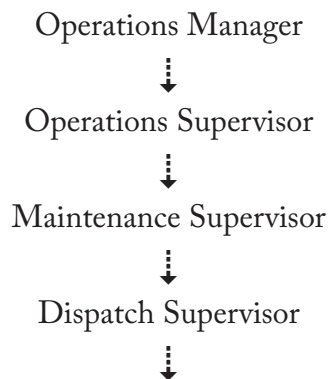 Operations Manager
Operations Supervisor
Maintenance Supervisor
Dispatch Supervisor